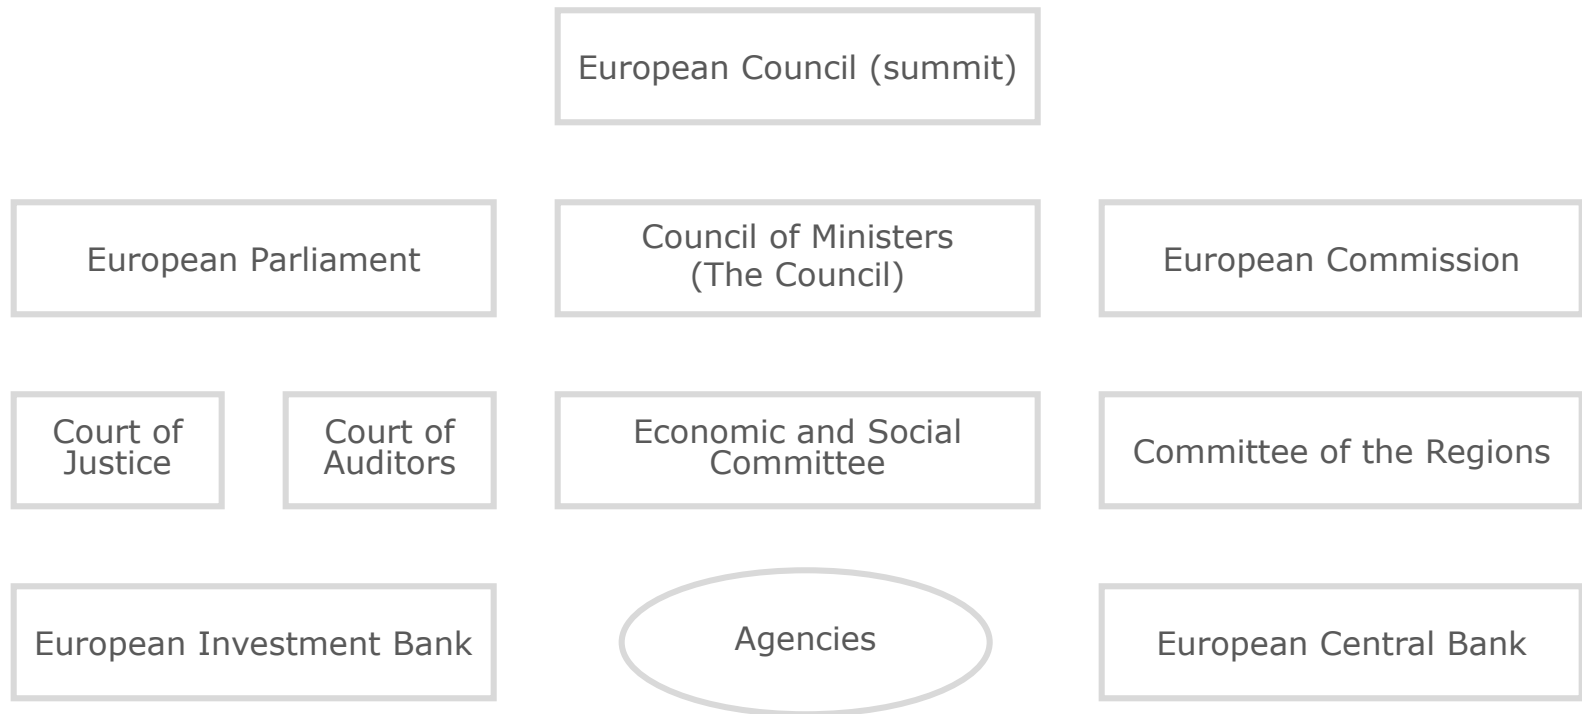 European Council (summit)
European Parliament
Council of Ministers
(The Council)
European Commission
Court of
Justice
Court of
Auditors
Economic and Social
Committee
Committee of the Regions
European Investment Bank
Agencies
European Central Bank